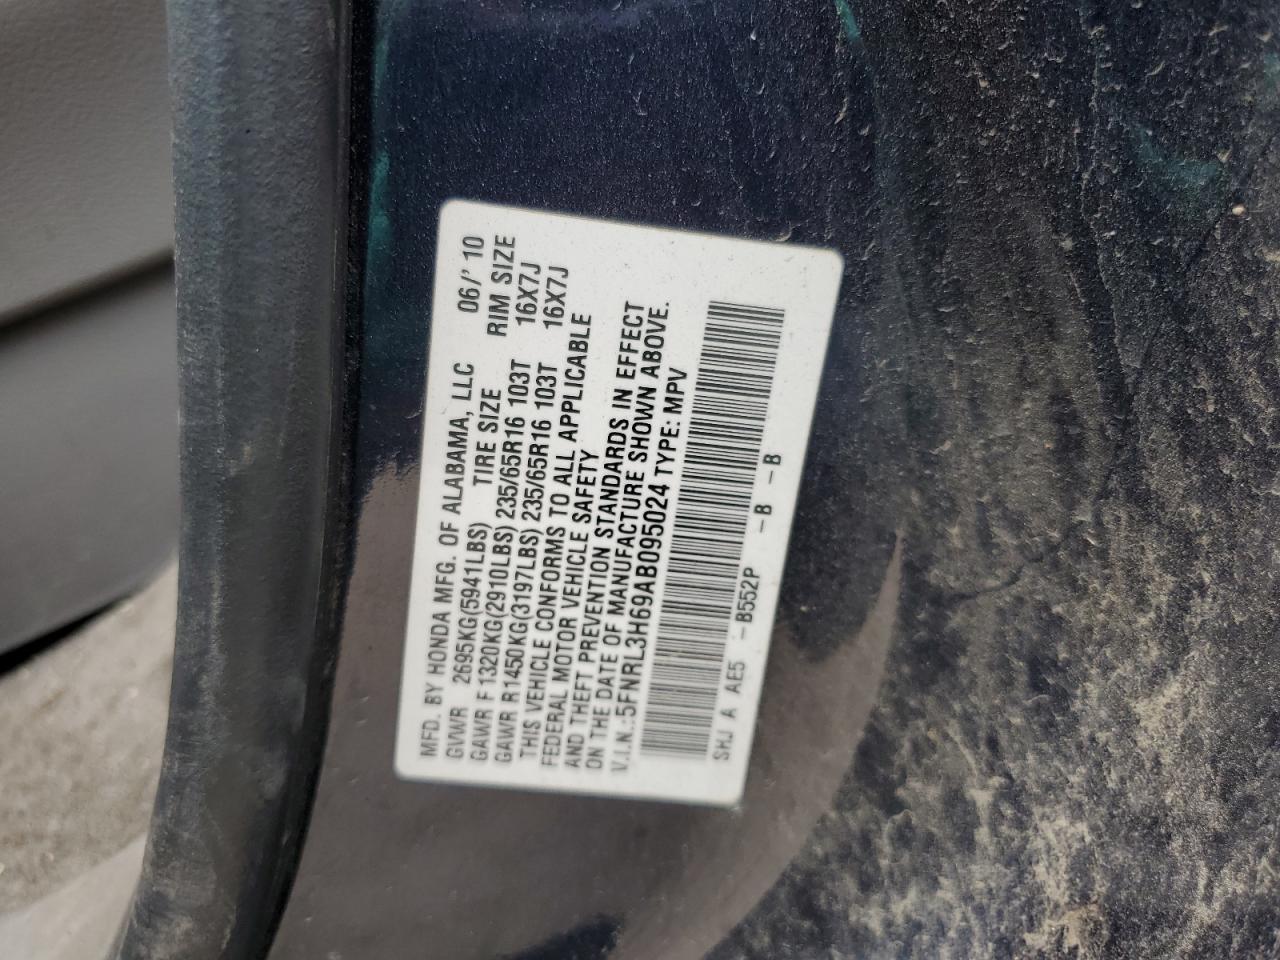 MFD. BY HONDA MFG. OF ALABAMA, LLC 06/' 10
GVWR 2695KG(5941LBS) TIRE SIZE RIM SIZE
GAWR F 1320KG(2910LBS) 235/65R16 103T 16X7J
GAWR R1450KG(3197LBS) 235/65R16 103T 16X7J
THIS VEHICLE CONFORMS TO ALL APPLICABLE
FEDERAL MOTOR VEHICLE SAFETY
AND THEFT PREVENTION STANDARDS IN EFFECT
ON THE DATE OF MANUFACTURE SHOWN ABOVE.
V.I.N.:5FNRL3H69AB095024 TYPE: MPV
SHJ A AE5 -B552P -B -B